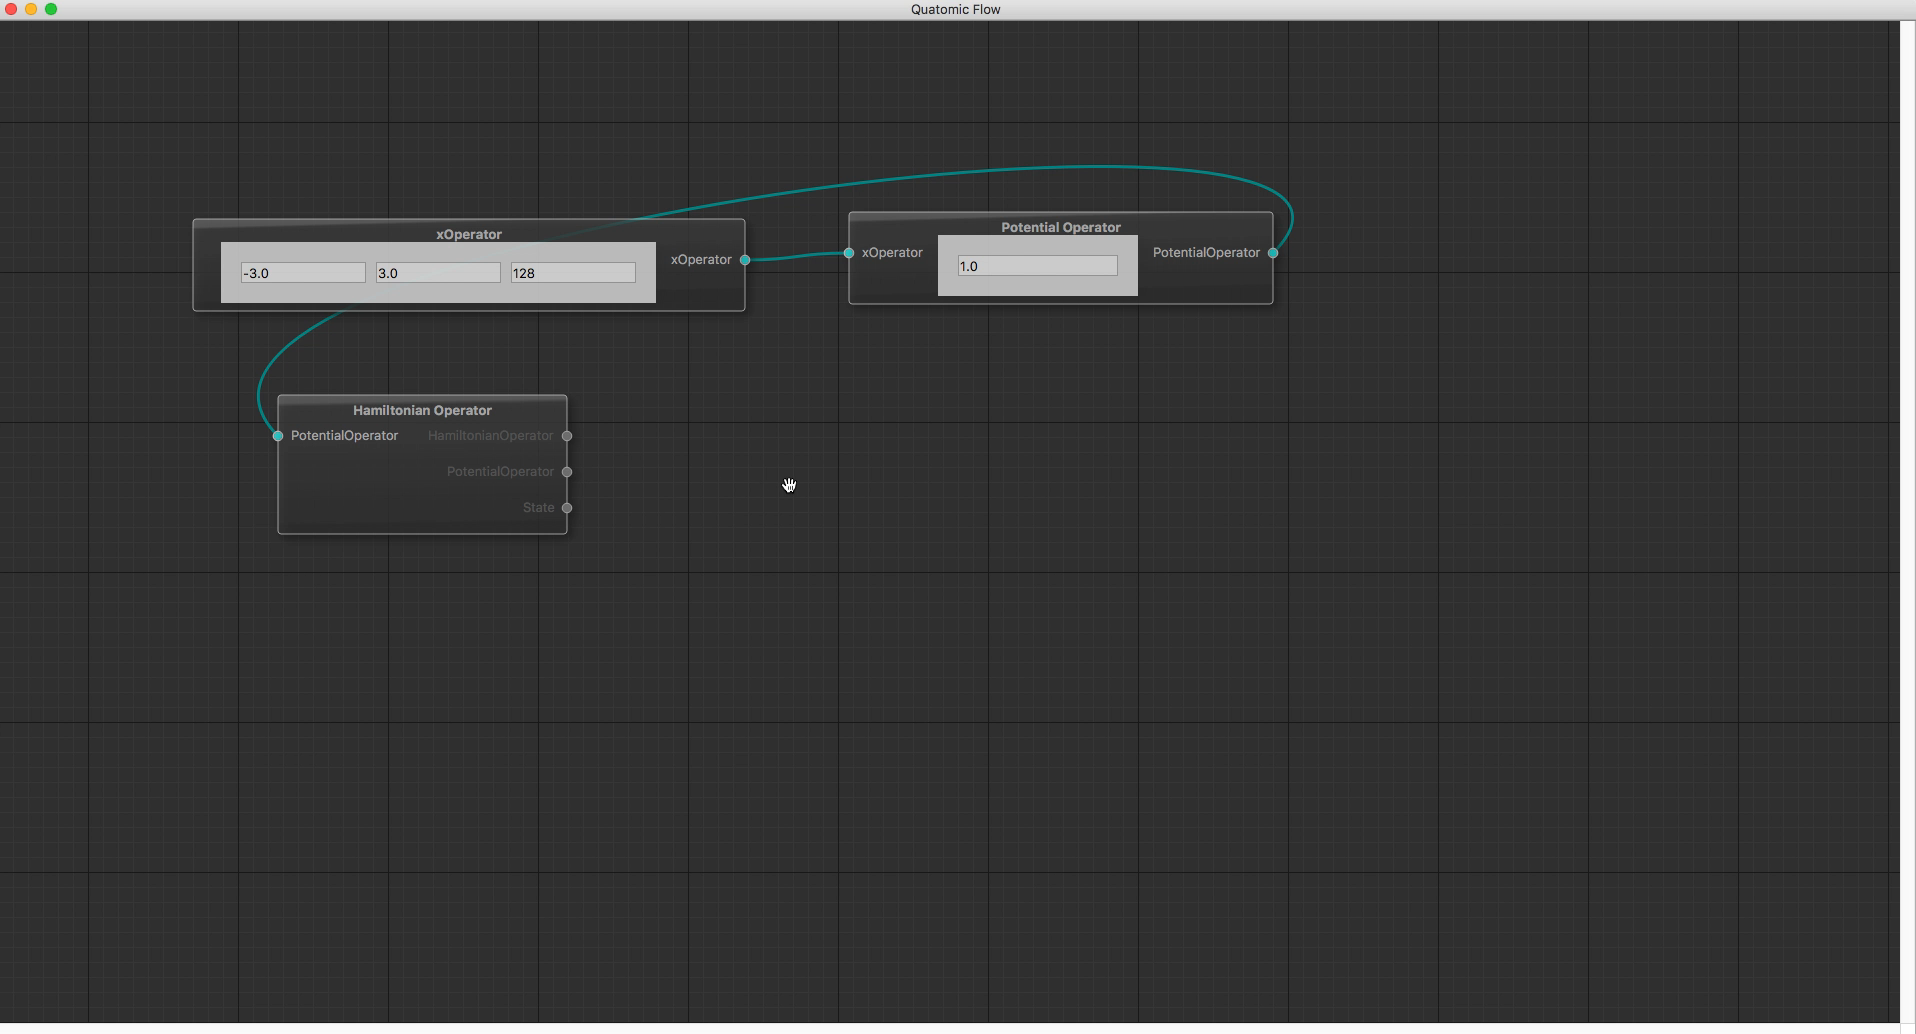 Quatomic Flow
xOperator
-3.0 3.0 128 xOperator
Potential Operator
xOperator 1.0 PotentialOperator
Hamiltonian Operator
PotentialOperator HamiltonianOperator
PotentialOperator
State